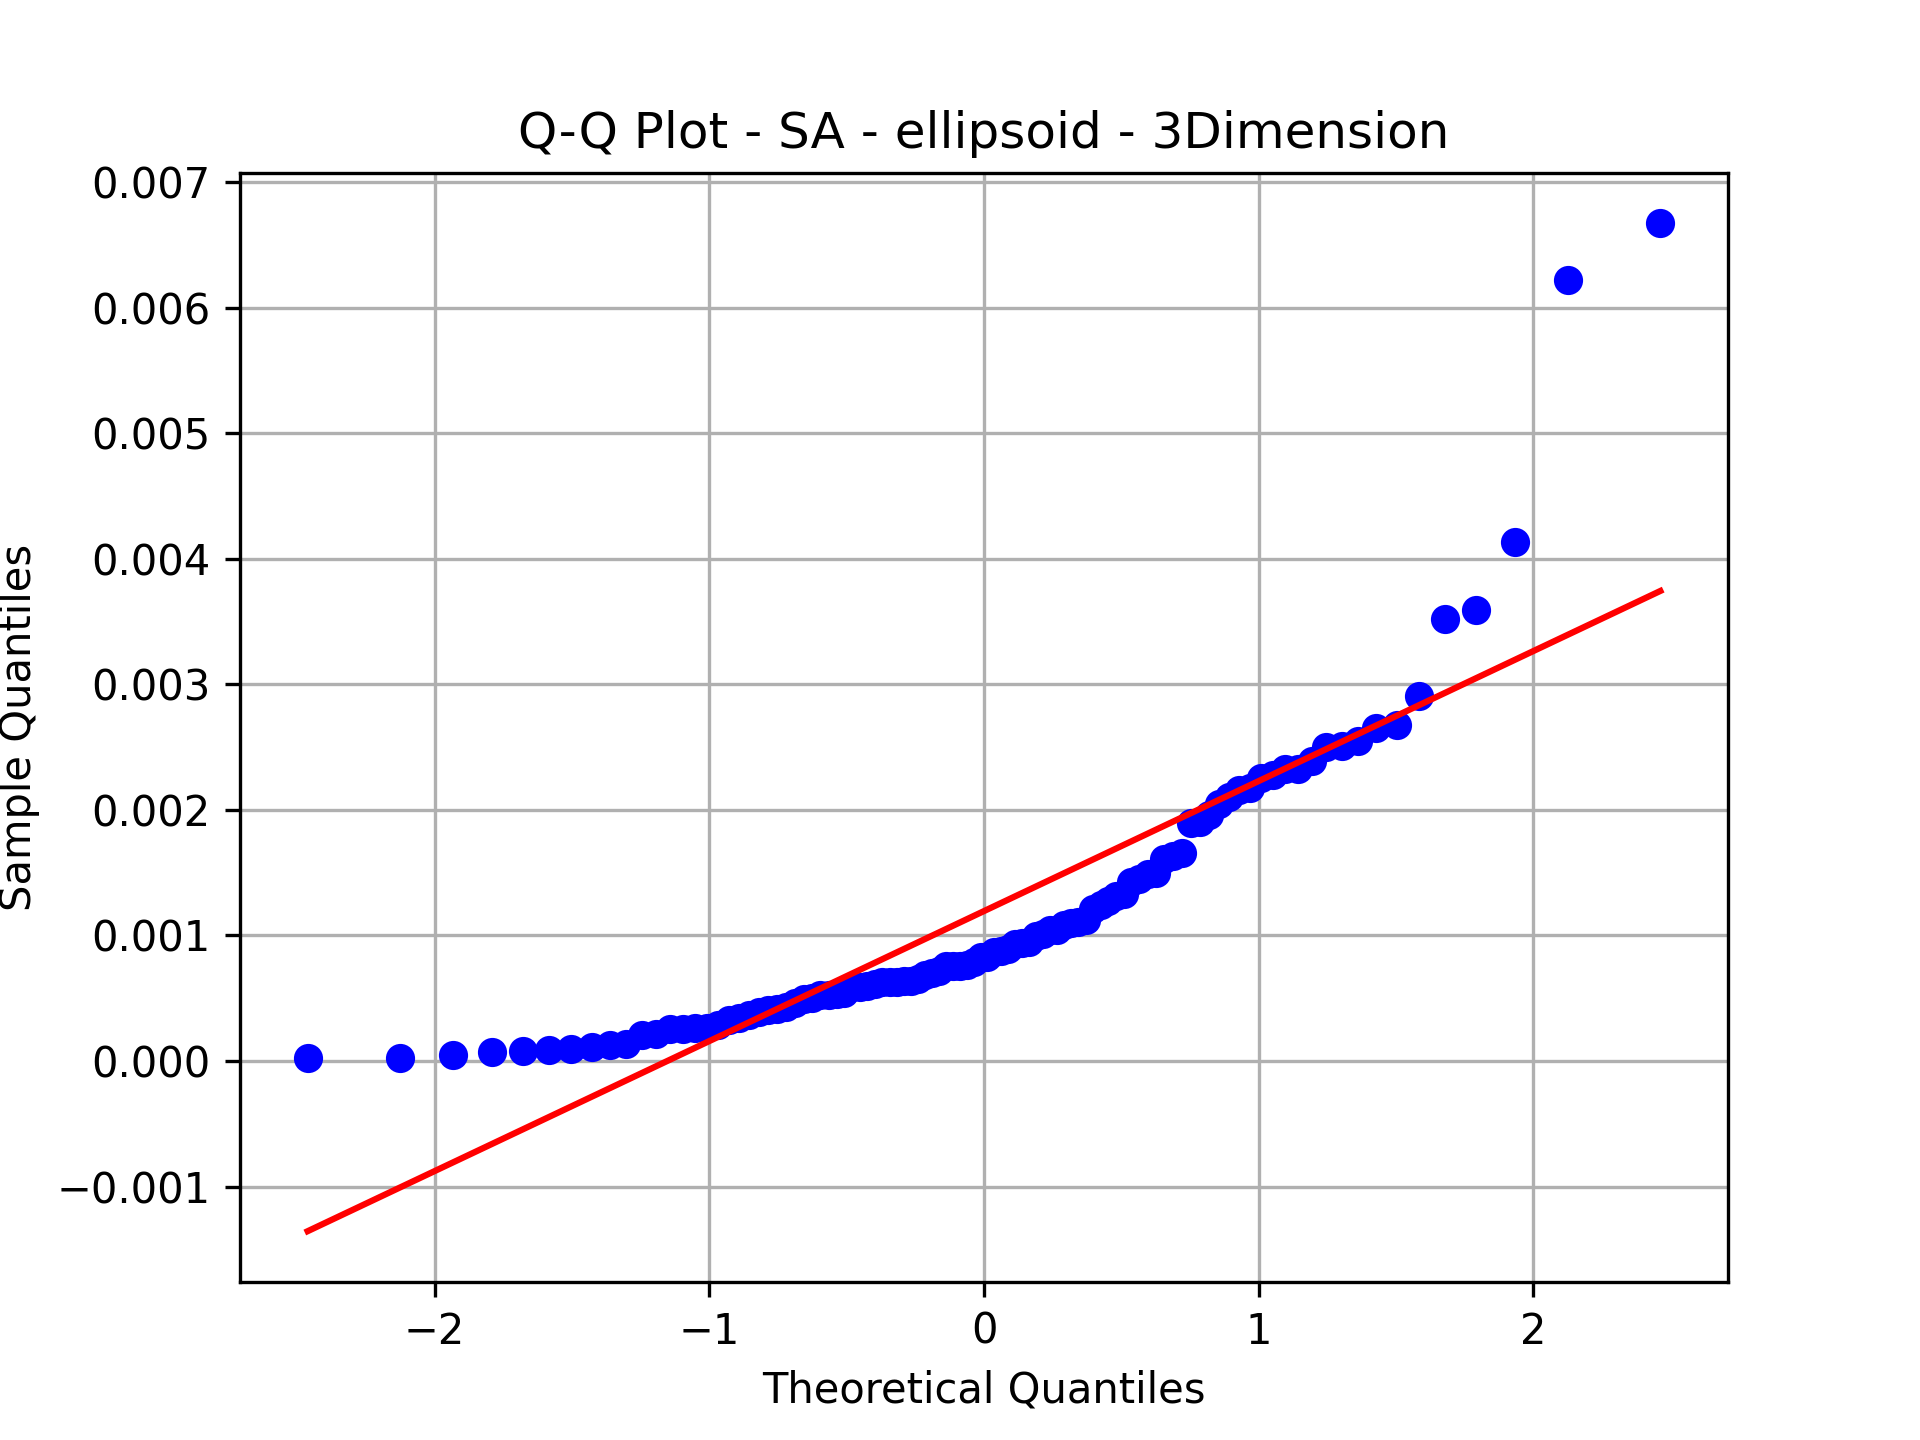 Q-Q Plot - SA - ellipsoid - 3Dimension
0.007
0.006
0.005
0.004
0.003
0.002
0.001
0.000
−0.001
Sample Quantiles
−2 −1 0 1 2
Theoretical Quantiles